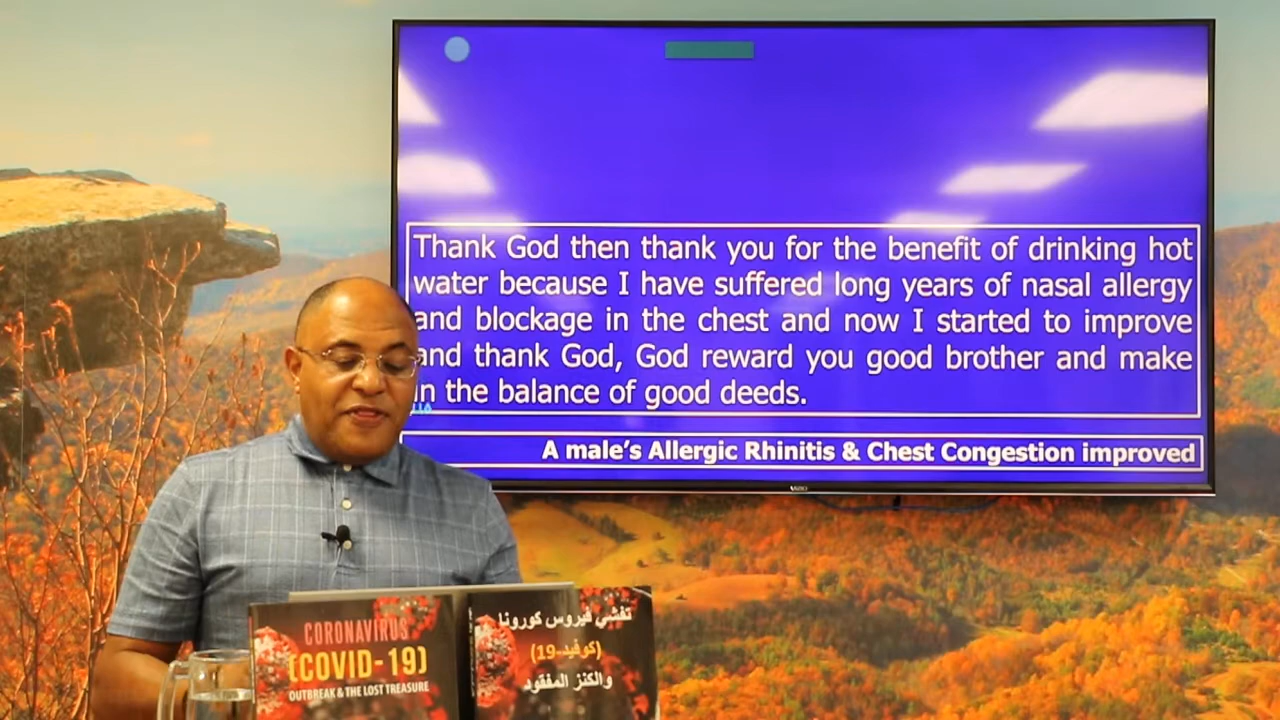 Thank God then thank you for the benefit of drinking hot
water because I have suffered long years of nasal allergy
and blockage in the chest and now I started to improve
and thank God, God reward you good brother and make
in the balance of good deeds.
A male's Allergic Rhinitis & Chest Congestion improved
VIZIO
CORONAVIRUS
(COVID-19)
OUTBREAK & THE LOST TREASURE
تفشي فيروس كورونا
(كوفيد-19)
والكنز المفقود